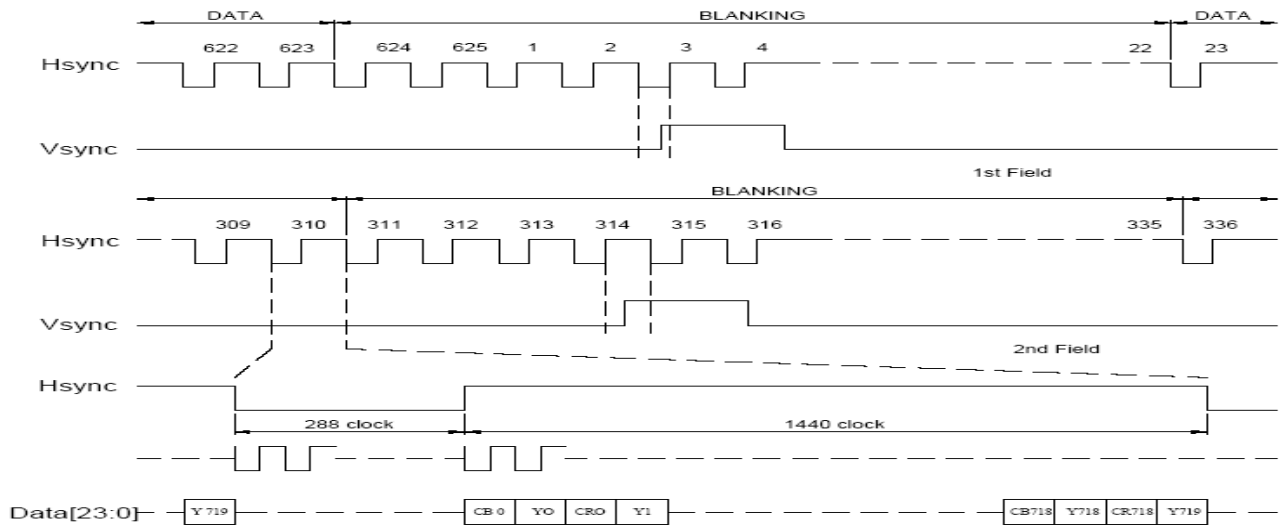 DATA BLANKING DATA
622 623 624 625 1 2 3 4 22 23
Hsync
Vsync
1st Field
BLANKING
309 310 311 312 313 314 315 316 335 336
Hsync
Vsync
2nd Field
Hsync
288 clock 1440 clock
Data[23:0] Y 719 CB 0 YO CRO Y1 CB718 Y718 CR718 Y719